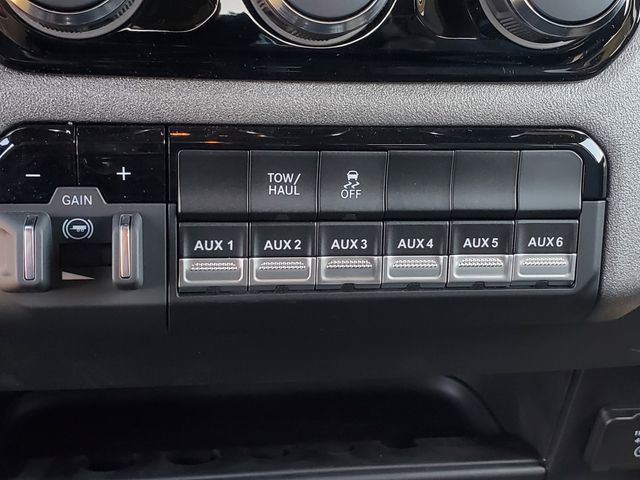 − +
GAIN
TOW/
HAUL
OFF
AUX 1 AUX 2 AUX 3 AUX 4 AUX 5 AUX 6